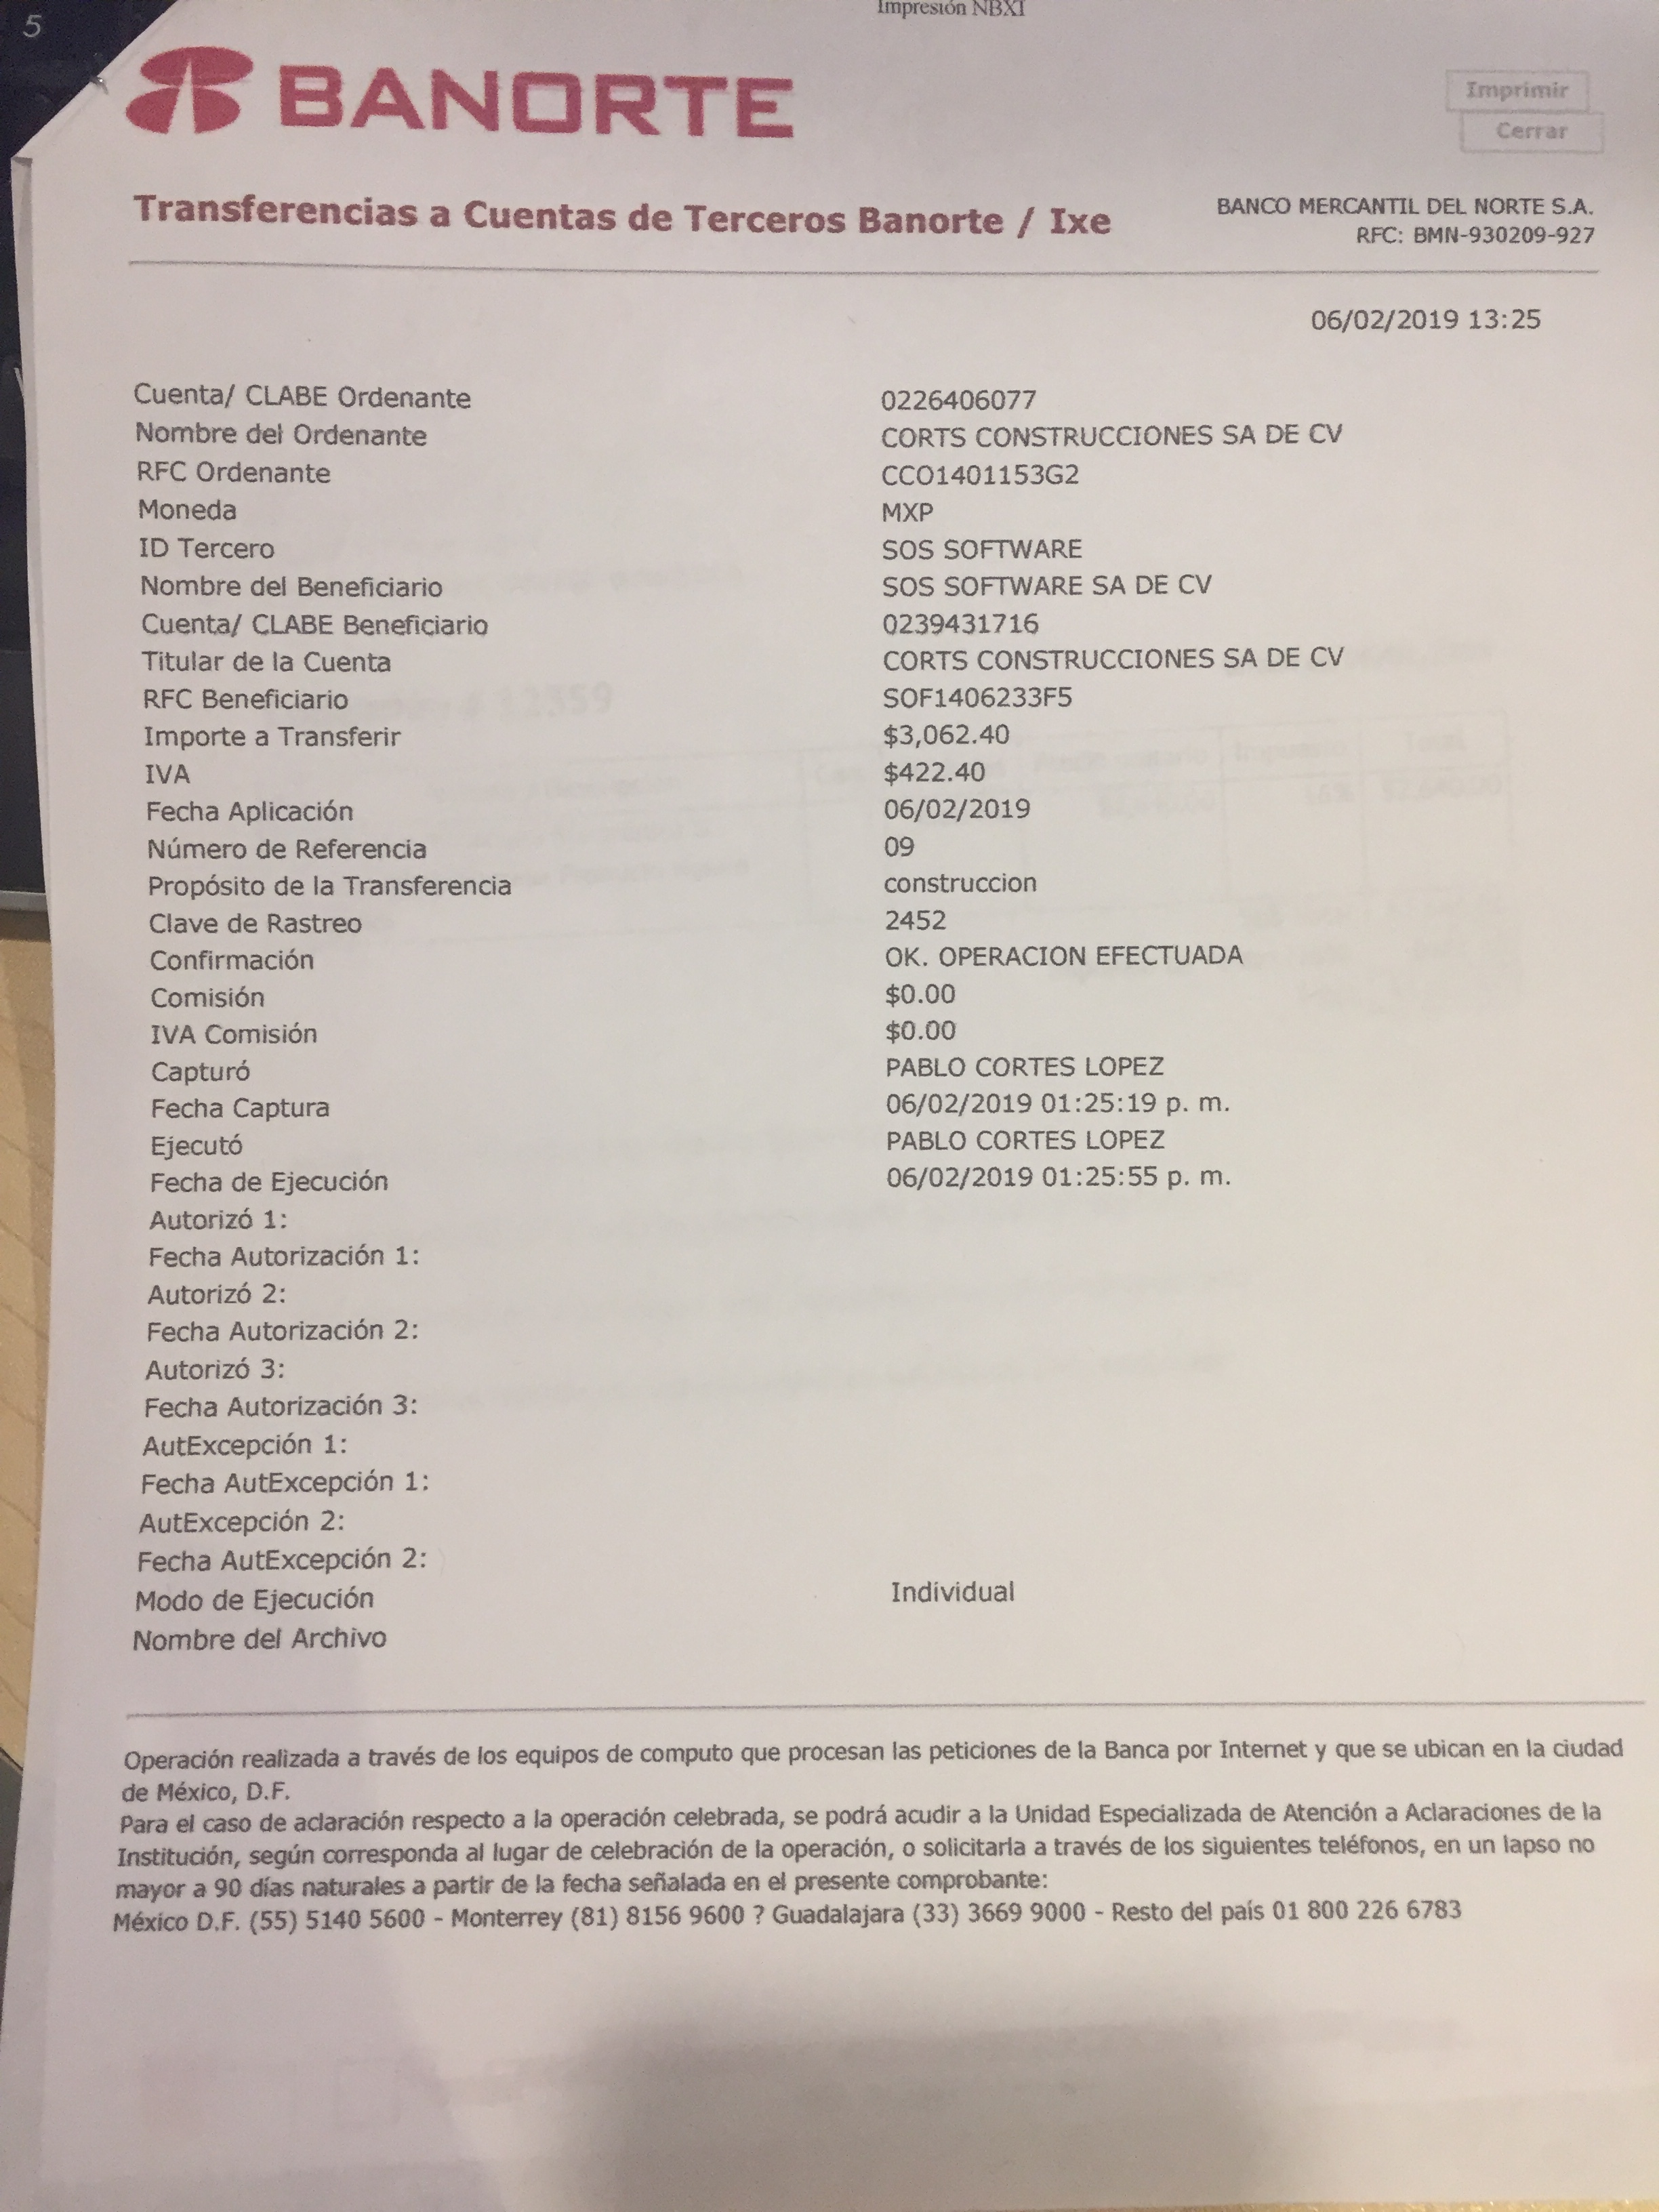 5
Impresión NBXI
BANORTE
Imprimir
Cerrar
Transferencias a Cuentas de Terceros Banorte / Ixe
BANCO MERCANTIL DEL NORTE S.A.
RFC: BMN-930209-927
06/02/2019 13:25
Cuenta/ CLABE Ordenante 0226406077
Nombre del Ordenante CORTS CONSTRUCCIONES SA DE CV
RFC Ordenante CCO1401153G2
Moneda MXP
ID Tercero SOS SOFTWARE
Nombre del Beneficiario SOS SOFTWARE SA DE CV
Cuenta/ CLABE Beneficiario 0239431716
Titular de la Cuenta CORTS CONSTRUCCIONES SA DE CV
RFC Beneficiario SOF1406233F5
Importe a Transferir $3,062.40
IVA $422.40
Fecha Aplicación 06/02/2019
Número de Referencia 09
Propósito de la Transferencia construccion
Clave de Rastreo 2452
Confirmación OK. OPERACION EFECTUADA
Comisión $0.00
IVA Comisión $0.00
Capturó PABLO CORTES LOPEZ
Fecha Captura 06/02/2019 01:25:19 p. m.
Ejecutó PABLO CORTES LOPEZ
Fecha de Ejecución 06/02/2019 01:25:55 p. m.
Autorizó 1:
Fecha Autorización 1:
Autorizó 2:
Fecha Autorización 2:
Autorizó 3:
Fecha Autorización 3:
AutExcepción 1:
Fecha AutExcepción 1:
AutExcepción 2:
Fecha AutExcepción 2:
Modo de Ejecución Individual
Nombre del Archivo
Operación realizada a través de los equipos de computo que procesan las peticiones de la Banca por Internet y que se ubican en la ciudad
de México, D.F.
Para el caso de aclaración respecto a la operación celebrada, se podrá acudir a la Unidad Especializada de Atención a Aclaraciones de la
Institución, según corresponda al lugar de celebración de la operación, o solicitarla a través de los siguientes teléfonos, en un lapso no
mayor a 90 días naturales a partir de la fecha señalada en el presente comprobante:
México D.F. (55) 5140 5600 - Monterrey (81) 8156 9600 ? Guadalajara (33) 3669 9000 - Resto del país 01 800 226 6783